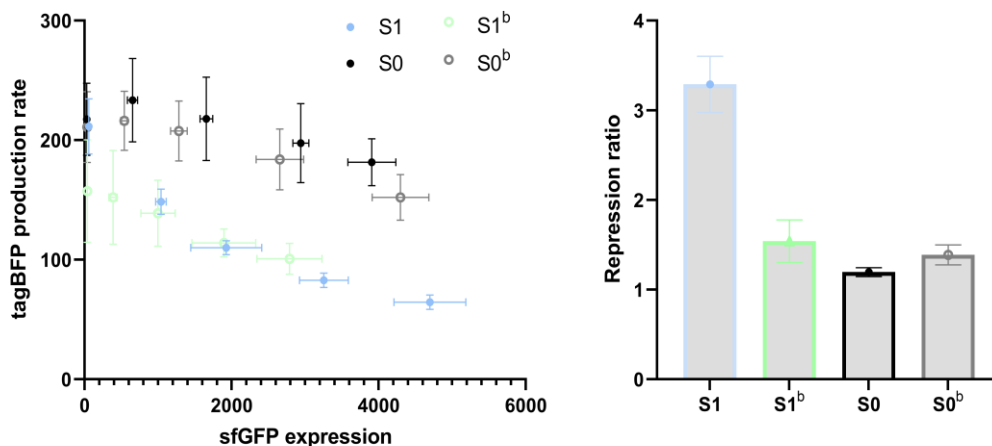 tagBFP production rate
300
200
100
0
0
2000
4000
6000
sfGFP expression
S1
S1ᵇ
S0
S0ᵇ
Repression ratio
4
3
2
1
0
S1
S1ᵇ
S0
S0ᵇ